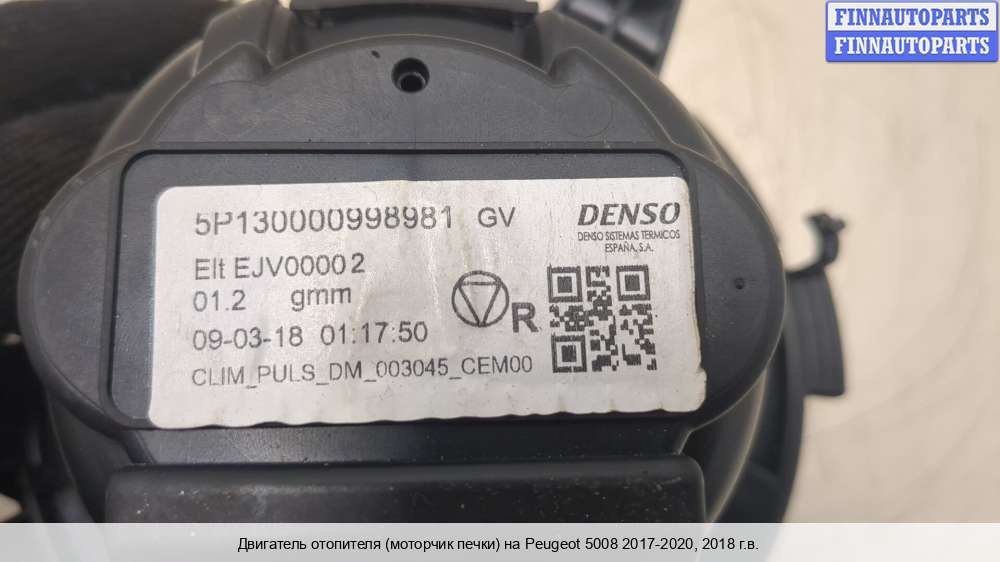 FINNAUTOPARTS
FINNAUTOPARTS
5P130000998981 GV
DENSO
DENSO SISTEMAS TERMICOS
ESPAÑA, S.A.
Elt EJV00002
01.2 gmm
R
09-03-18 01:17:50
CLIM_PULS_DM_003045_CEM00
Двигатель отопителя (моторчик печки) на Peugeot 5008 2017-2020, 2018 г.в.